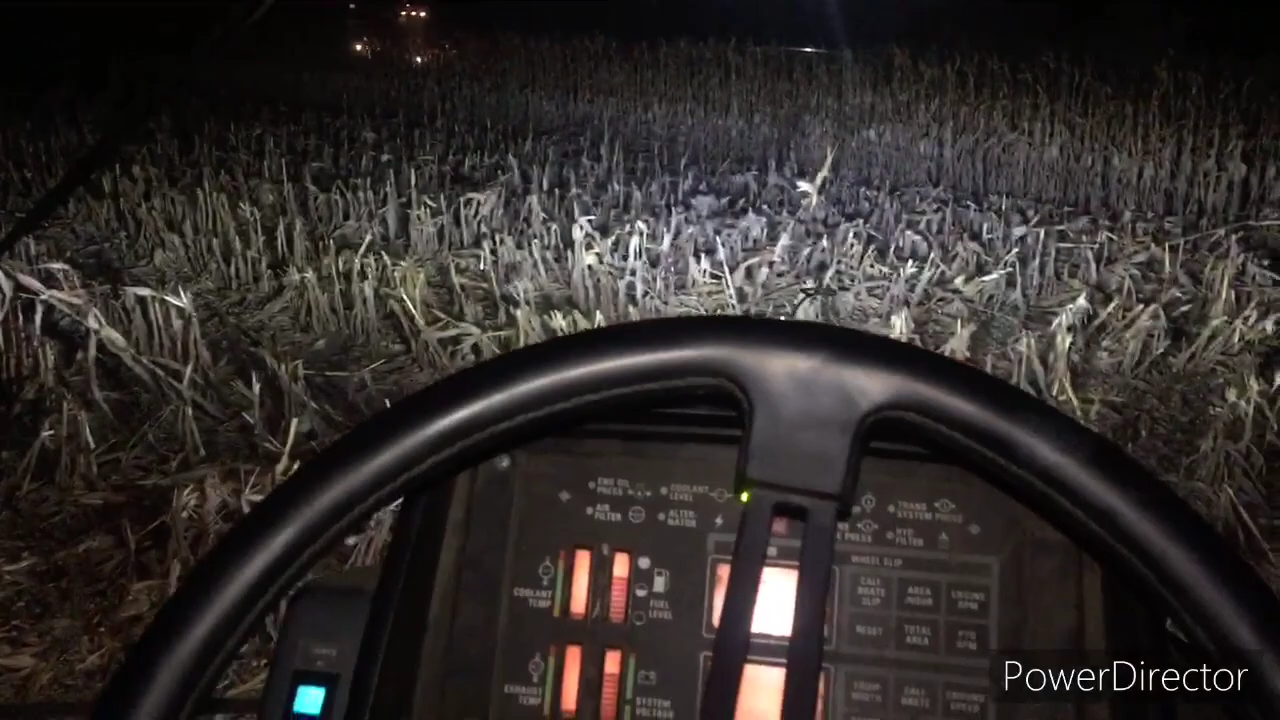 ENG OIL
PRESS
COOLANT
LEVEL
AIR
FILTER
ALTER-
NATOR
TRANS
SYSTEM PRESS
HYD
FILTER
WHEEL SLIP
CALI-
BRATE
SLIP
AREA
/HOUR
ENGINE
RPM
RESET
TOTAL
AREA
PTO
RPM
COOLANT
TEMP
FUEL
LEVEL
EXHAUST
TEMP
SYSTEM
VOLTAGE
CALI-
BRATE
GROUND
SPEED
PowerDirector